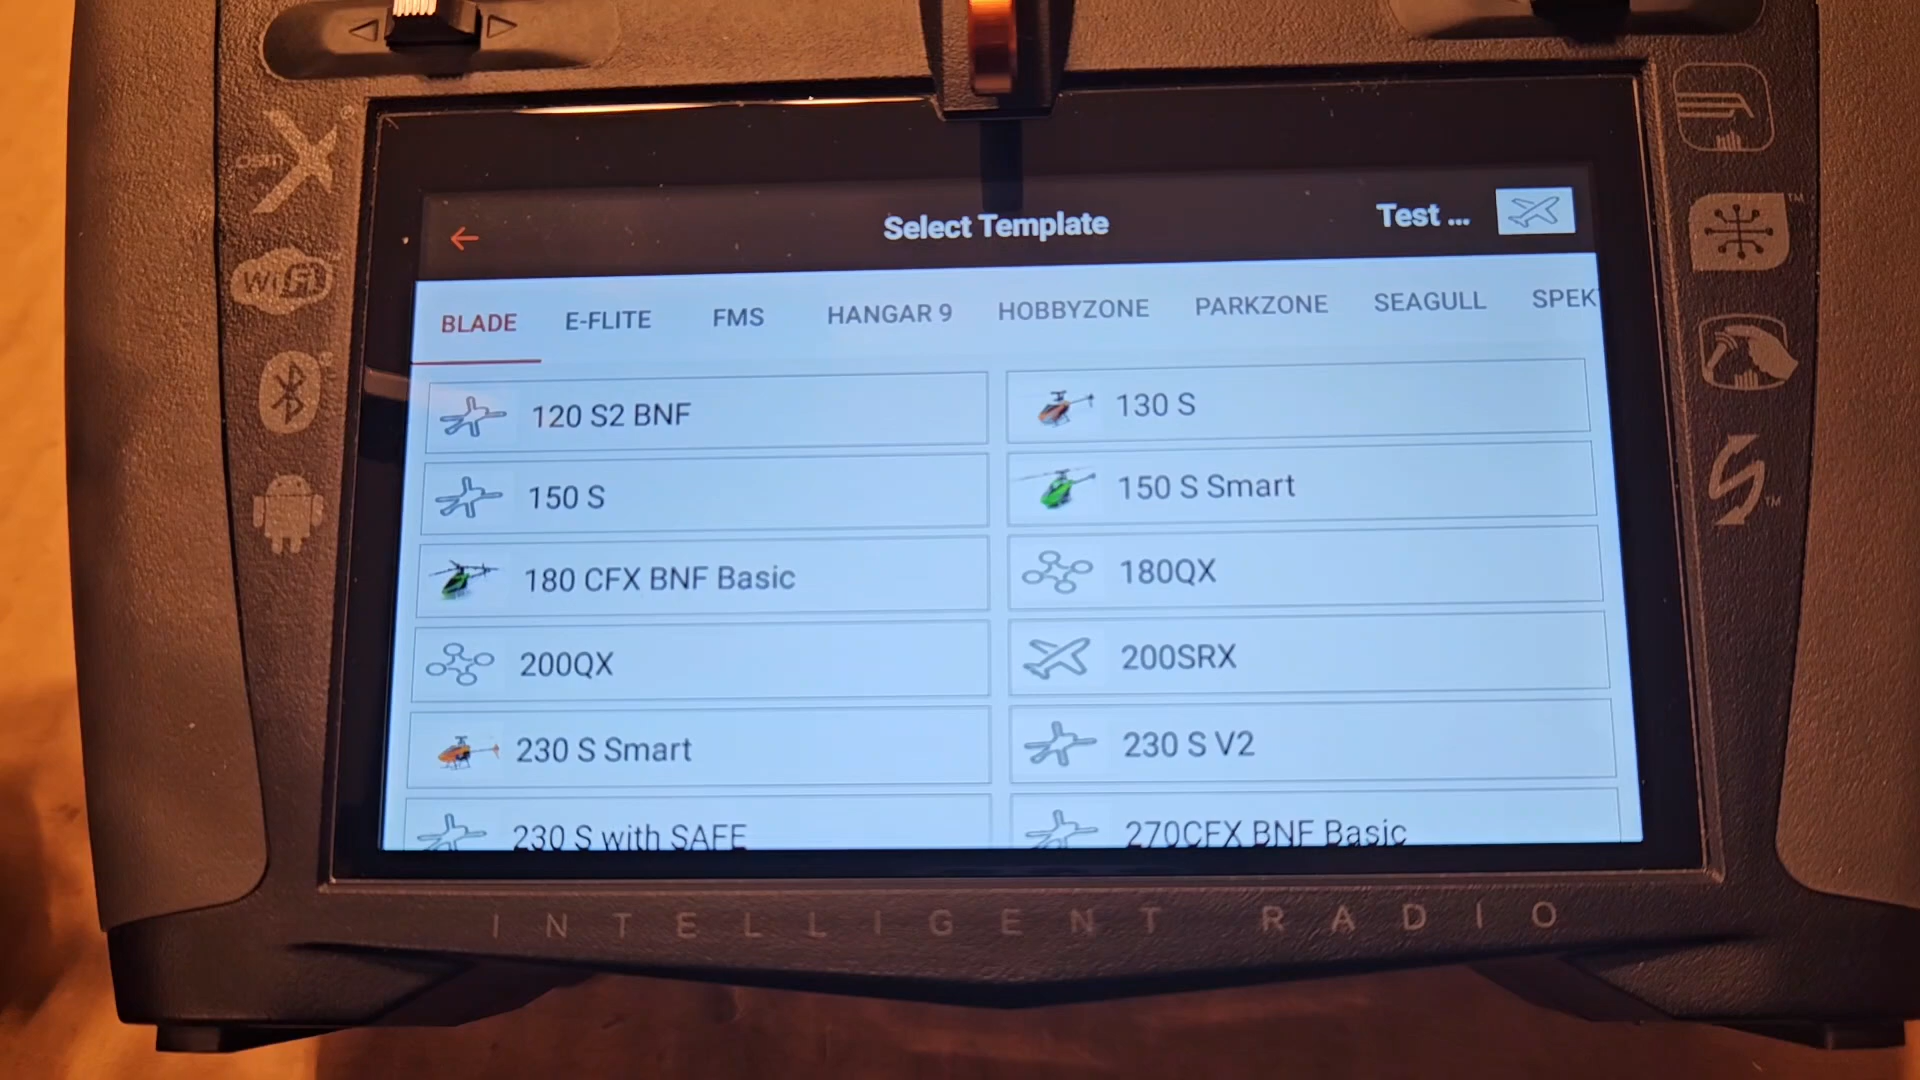 Select Template
Test ...
BLADE E-FLITE FMS HANGAR 9 HOBBYZONE PARKZONE SEAGULL SPEK
120 S2 BNF
130 S
150 S
150 S Smart
180 CFX BNF Basic
180QX
200QX
200SRX
230 S Smart
230 S V2
230 S with SAFE
270CFX BNF Basic
WiFi
INTELLIGENT RADIO